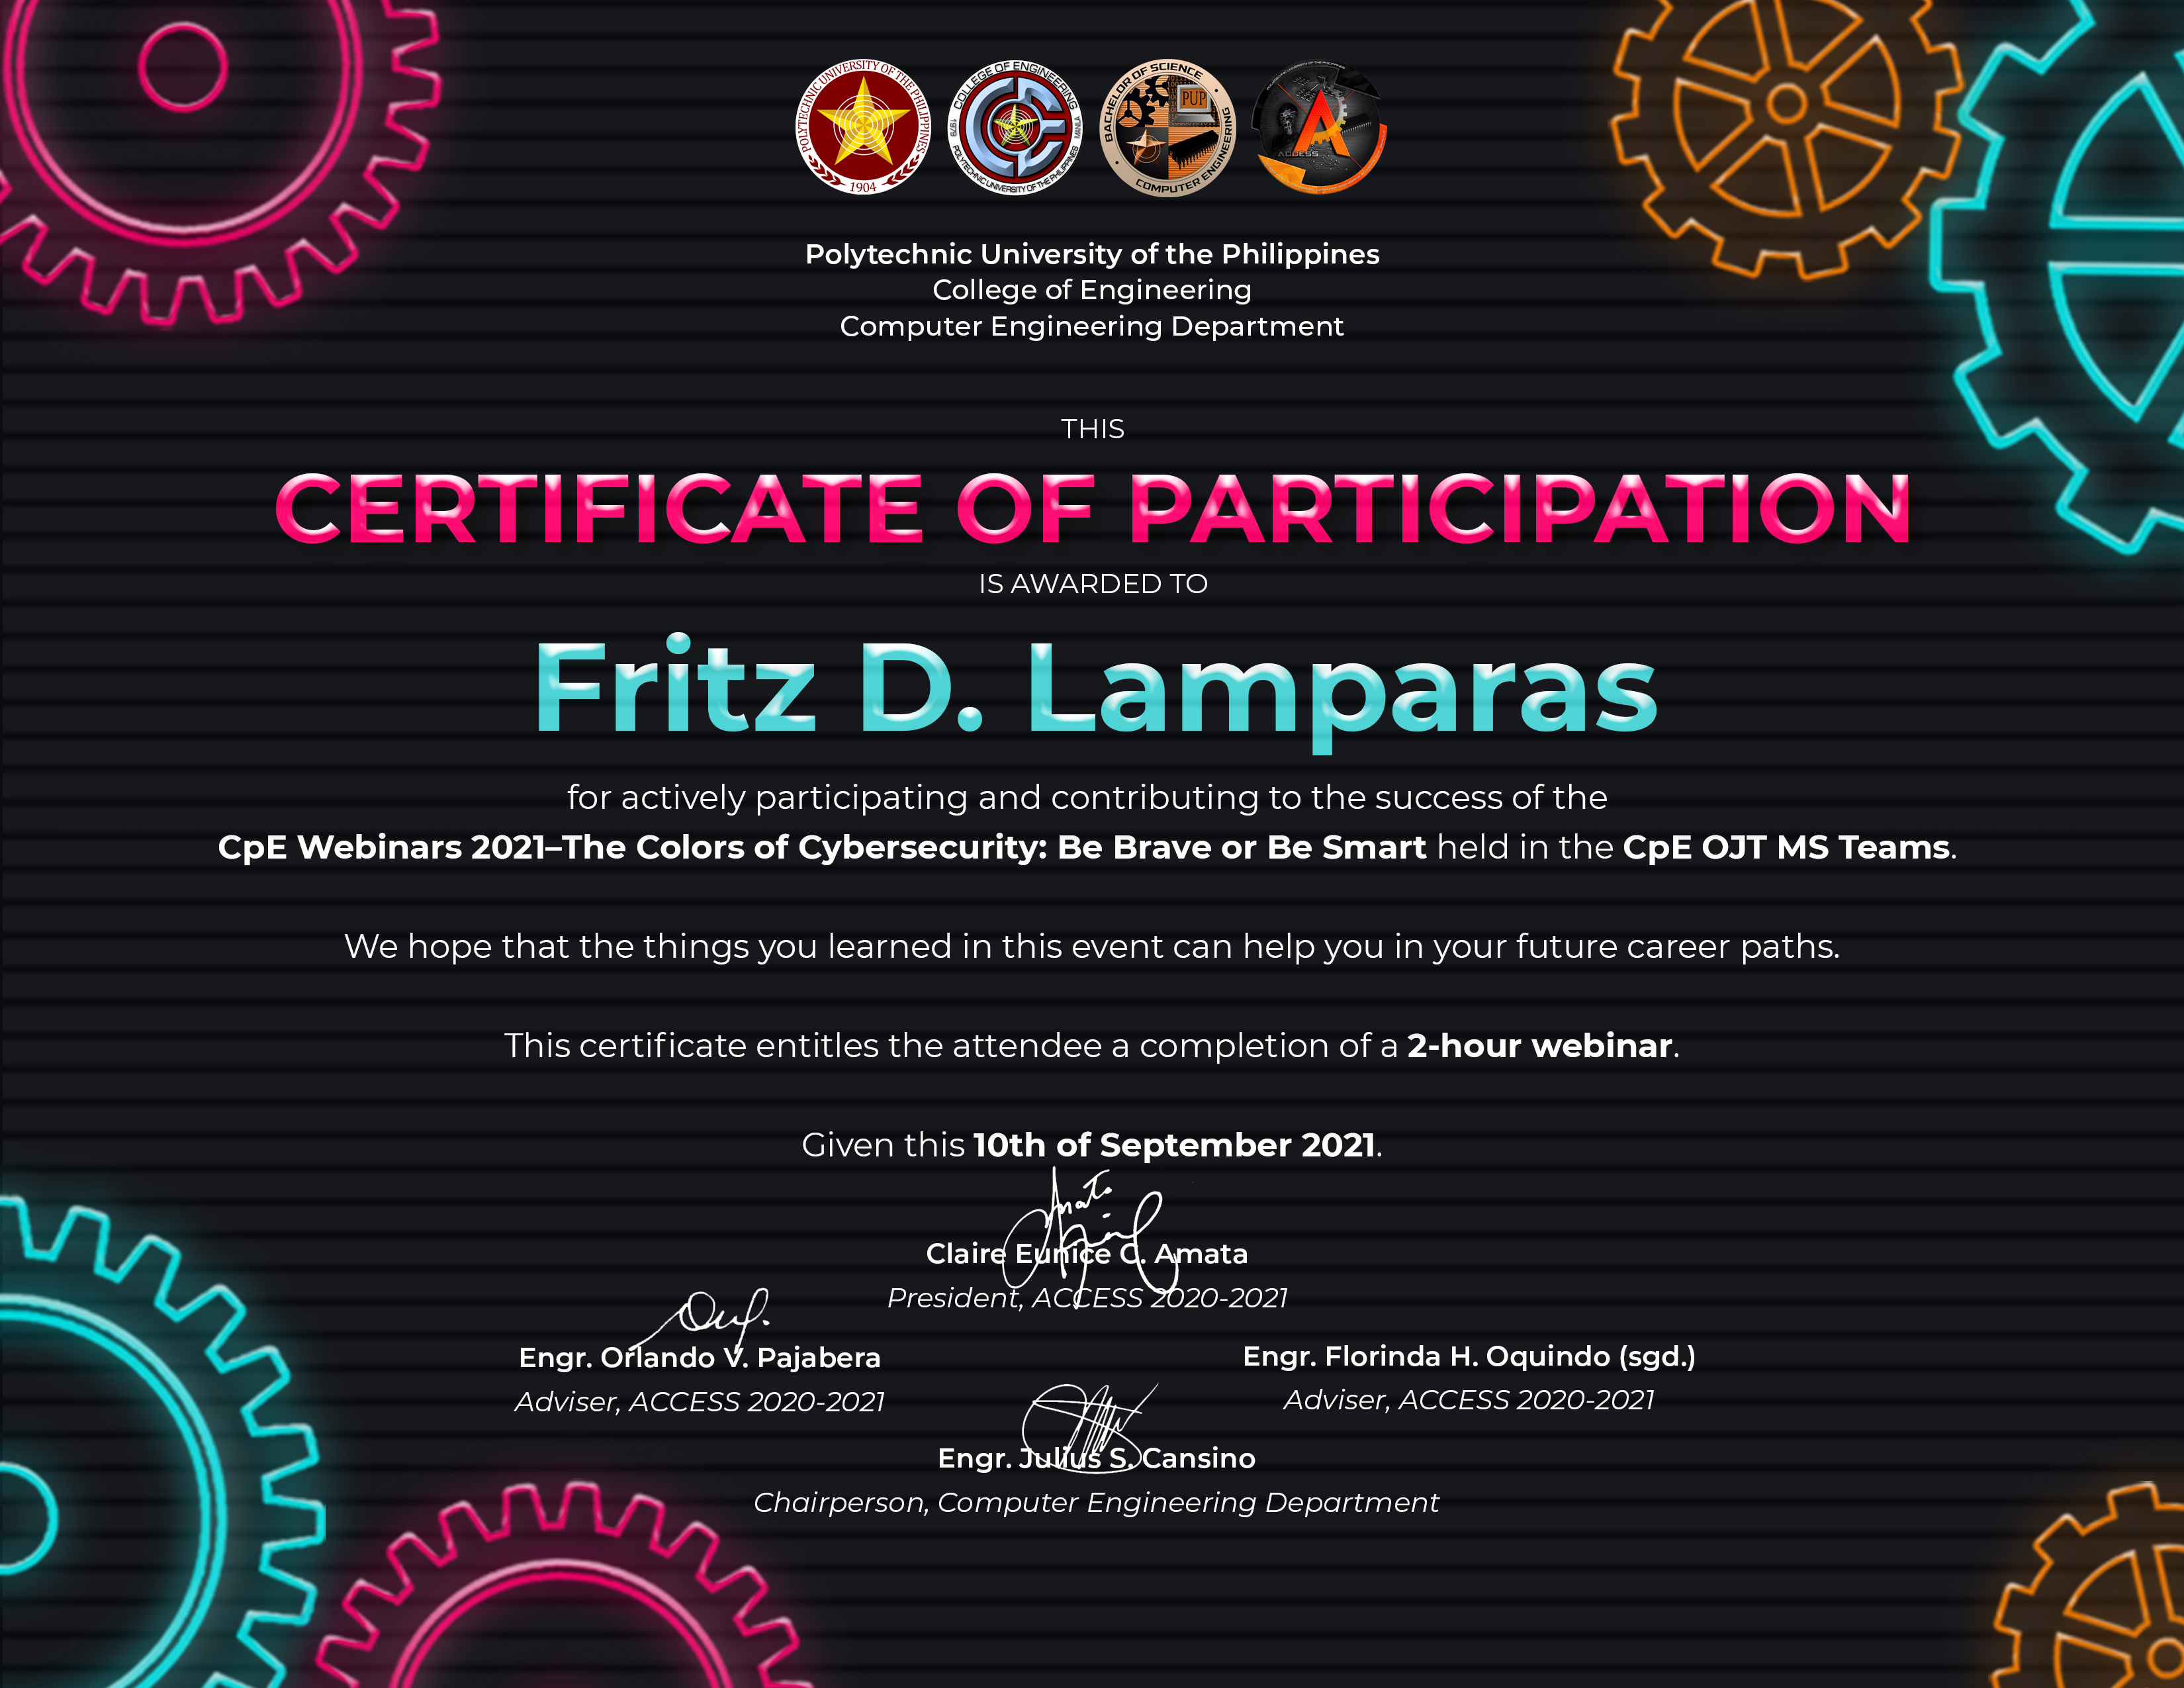 POLYTECHNIC UNIVERSITY OF THE PHILIPPINES
1904
COLLEGE OF ENGINEERING
1979
MANILA
POLYTECHNIC UNIVERSITY OF THE PHILIPPINES
BACHELOR OF SCIENCE
PUP
COMPUTER ENGINEERING
ACCESS
Polytechnic University of the Philippines
College of Engineering
Computer Engineering Department
THIS
CERTIFICATE OF PARTICIPATION
IS AWARDED TO
Fritz D. Lamparas
for actively participating and contributing to the success of the
CpE Webinars 2021–The Colors of Cybersecurity: Be Brave or Be Smart held in the CpE OJT MS Teams.
We hope that the things you learned in this event can help you in your future career paths.
This certificate entitles the attendee a completion of a 2-hour webinar.
Given this 10th of September 2021.
Claire Eunice C. Amata
President, ACCESS 2020-2021
Engr. Orlando V. Pajabera
Adviser, ACCESS 2020-2021
Engr. Florinda H. Oquindo (sgd.)
Adviser, ACCESS 2020-2021
Engr. Julius S. Cansino
Chairperson, Computer Engineering Department